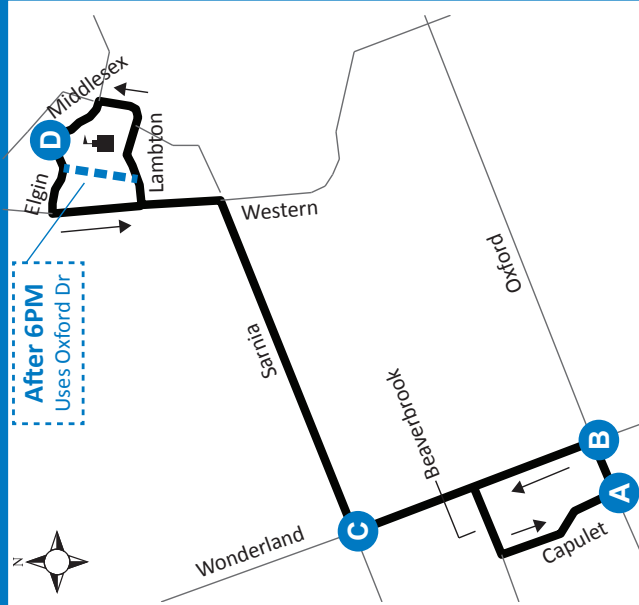 Middlesex
D
Elgin
Lambton
Western
After 6PM
Uses Oxford Dr
Sarnia
Oxford
Beaverbrook
B
A
C
Wonderland
Capulet
N